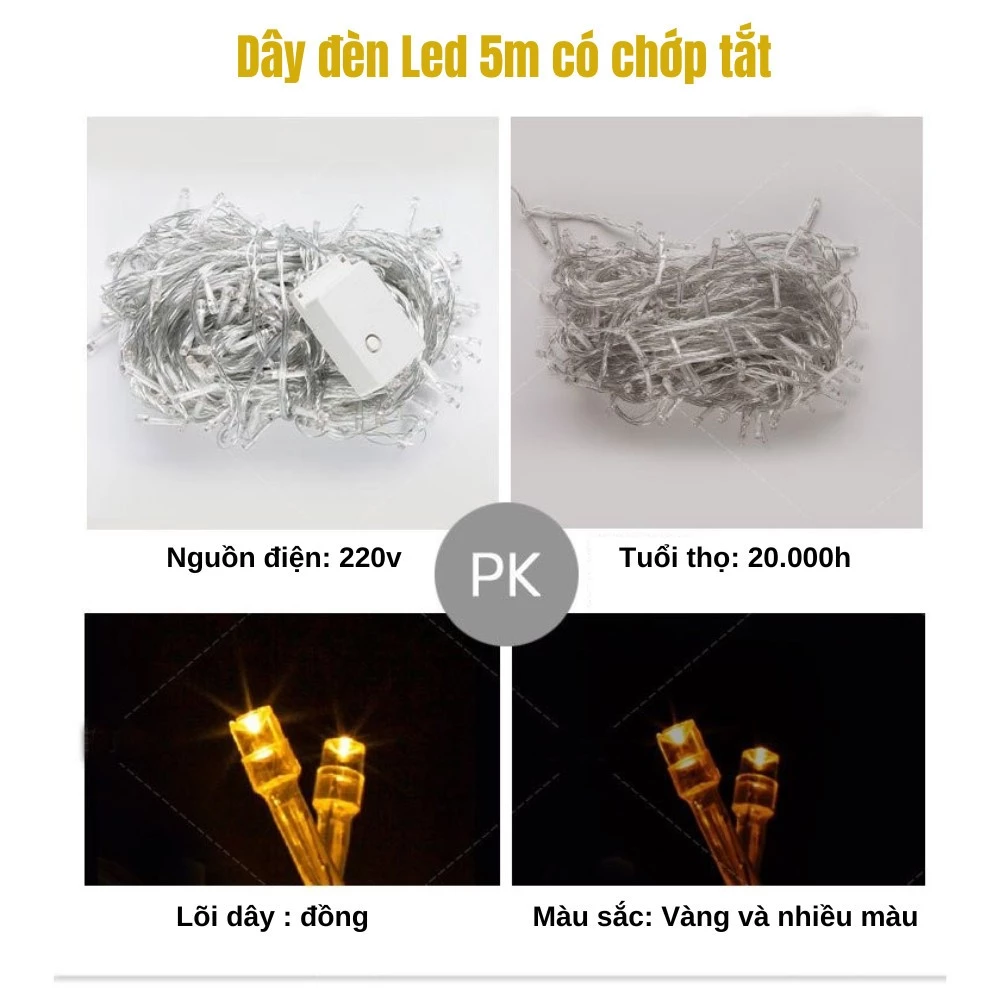 Dây đèn Led 5m có chớp tắt
Nguồn điện: 220v
Tuổi thọ: 20.000h
PK
Lõi dây : đồng
Màu sắc: Vàng và nhiều màu